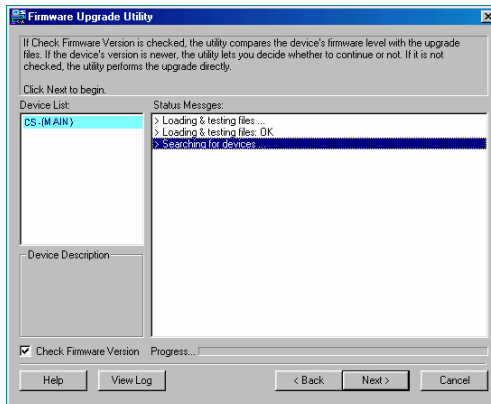 Firmware Upgrade Utility
If Check Firmware Version is checked, the utility compares the device's firmware level with the upgrade
files. If the device's version is newer, the utility lets you decide whether to continue or not. If it is not
checked, the utility performs the upgrade directly.
Click Next to begin.
Device List:
Status Messges:
CS-(MAIN)
> Loading & testing files ...
> Loading & testing files: OK
> Searching for devices ...
Device Description
Check Firmware Version
Progress...
Help
View Log
< Back
Next >
Cancel